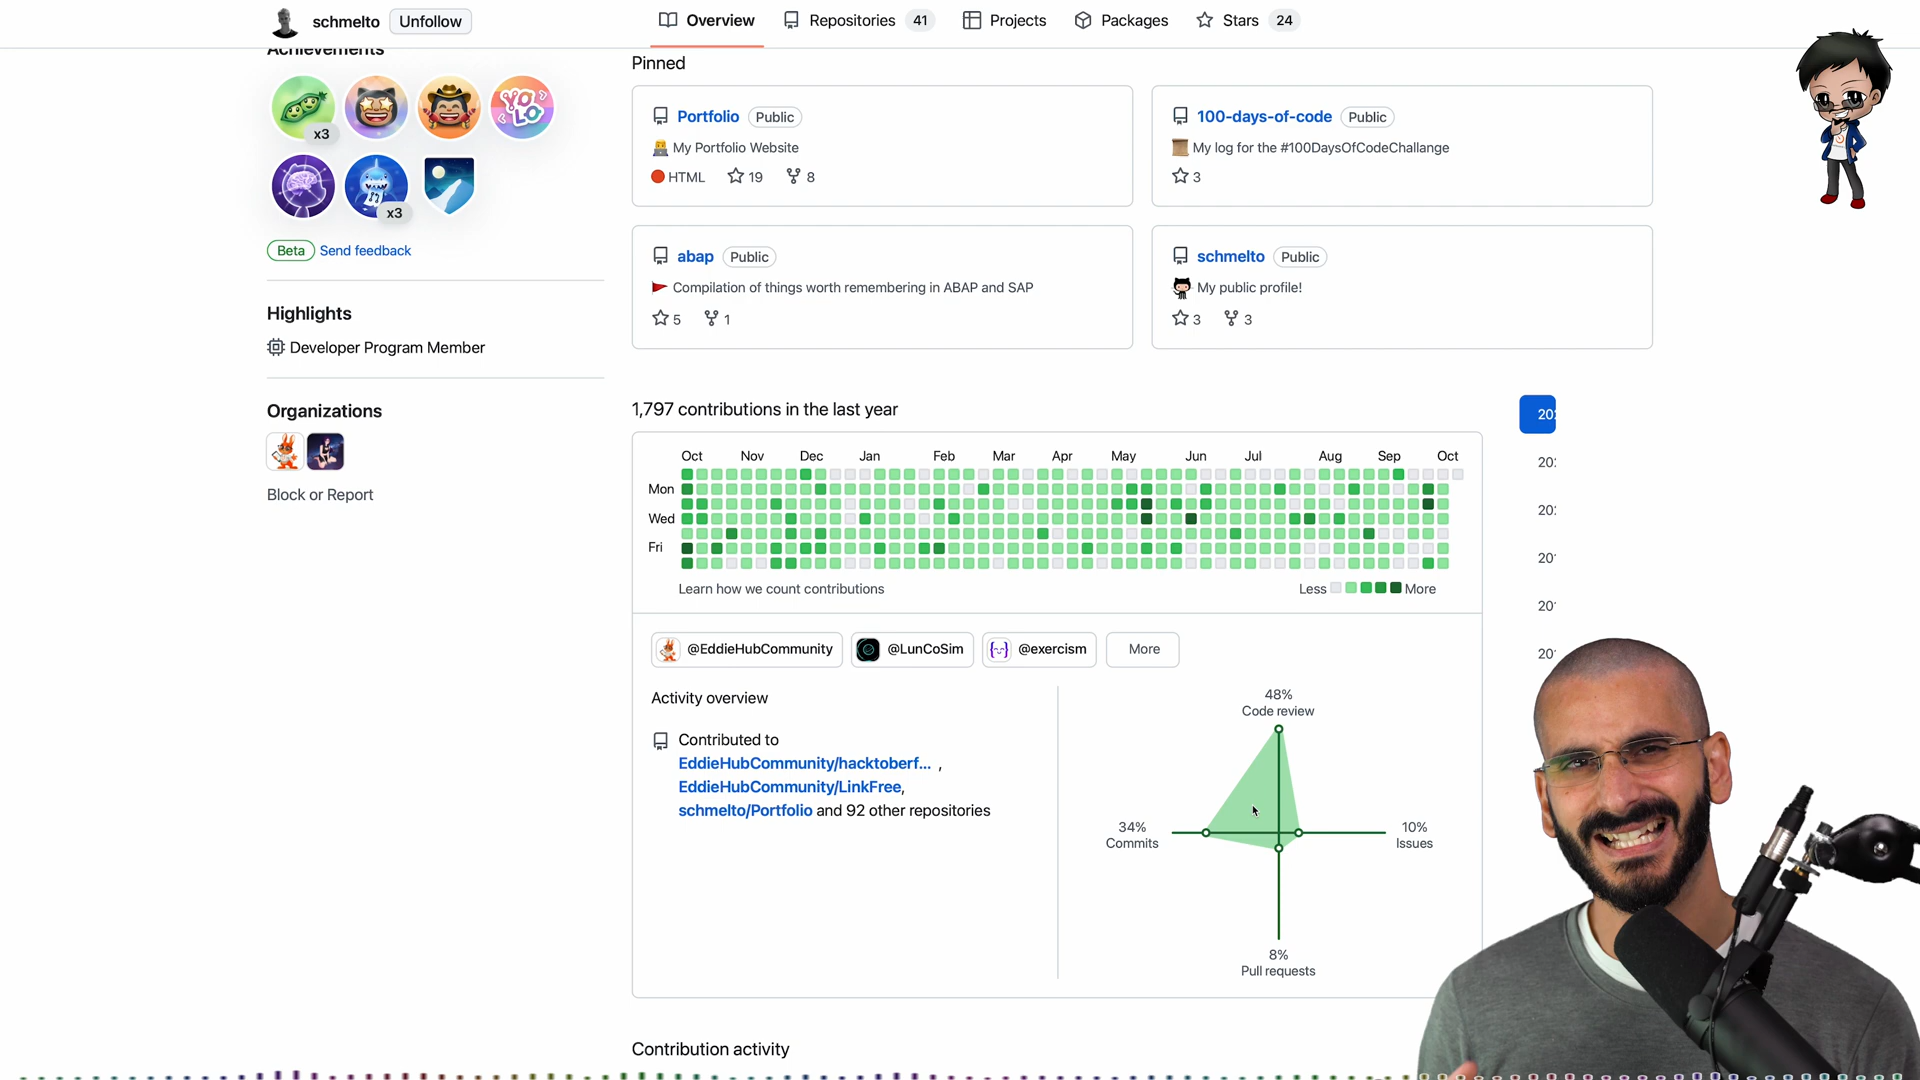 schmelto
Unfollow
Overview
Repositories 41
Projects
Packages
Stars 24
Achievements
x3
YOLO
x3
Beta Send feedback
Highlights
Developer Program Member
Organizations
Block or Report
Pinned
Portfolio Public
My Portfolio Website
HTML 19 8
100-days-of-code Public
My log for the #100DaysOfCodeChallange
3
abap Public
Compilation of things worth remembering in ABAP and SAP
5 1
schmelto Public
My public profile!
3 3
1,797 contributions in the last year
Oct Nov Dec Jan Feb Mar Apr May Jun Jul Aug Sep Oct
Mon
Wed
Fri
Learn how we count contributions
Less More
@EddieHubCommunity @LunCoSim @exercism More
Activity overview
Contributed to
EddieHubCommunity/hacktoberf... ,
EddieHubCommunity/LinkFree,
schmelto/Portfolio and 92 other repositories
48%
Code review
34%
Commits
10%
Issues
8%
Pull requests
Contribution activity